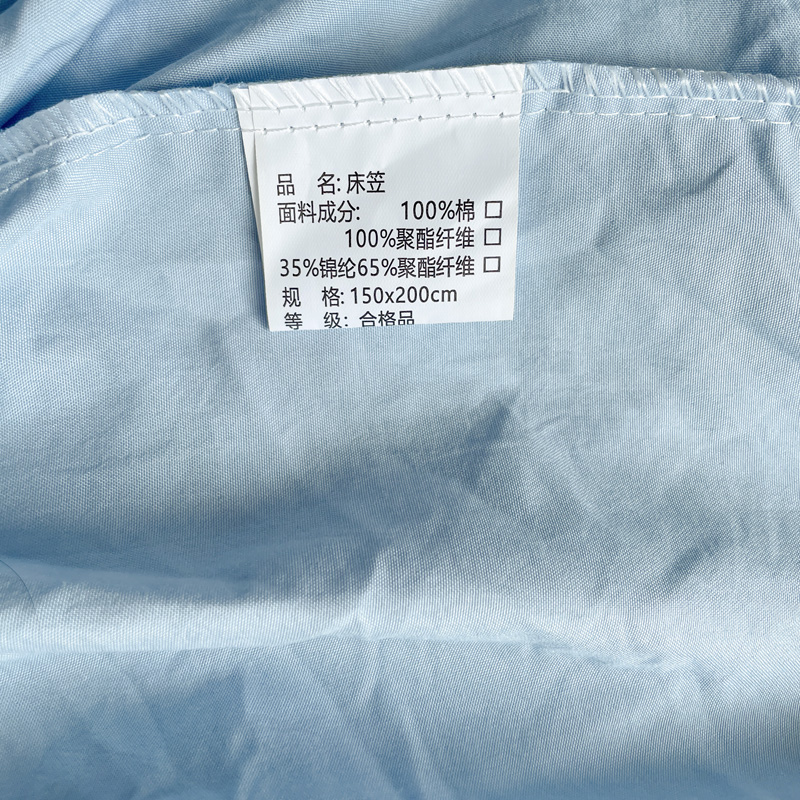 品 名:床笠
面料成分: 100%棉 □
100%聚酯纤维 □
35%锦纶65%聚酯纤维 □
规 格:150x200cm
等 级: 合格品